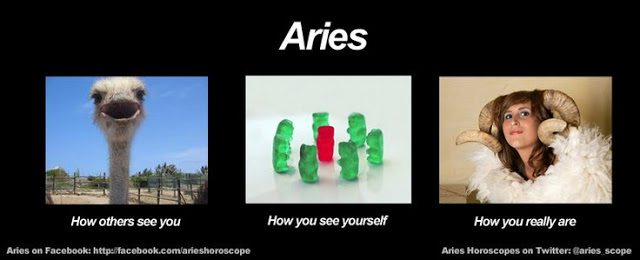 Aries
How others see you
How you see yourself
How you really are
Aries on Facebook: http://facebook.com/arieshoroscope
Aries Horoscopes on Twitter: @aries_scope